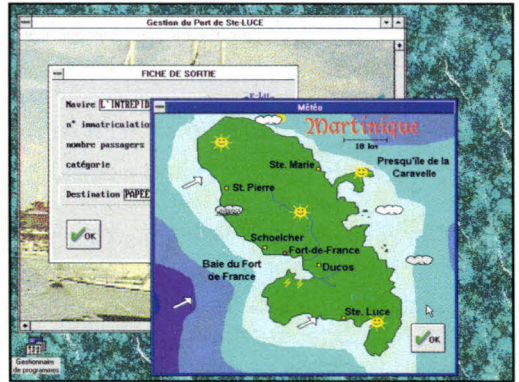 Gestion du Port de Ste-LUCE
FICHE DE SORTIE
Navire L'INTREPID
n° immatriculatio
nombre passagers
catégorie
Destination PAPEE
OK
Météo
Martinique
10 km
Presqu'île de la
Caravelle
Ste. Marie
St. Pierre
Schoelcher
Fort-de-France
Baie du Fort
de France
Ducos
Ste. Luce
OK
Gestionnaire
de programmes